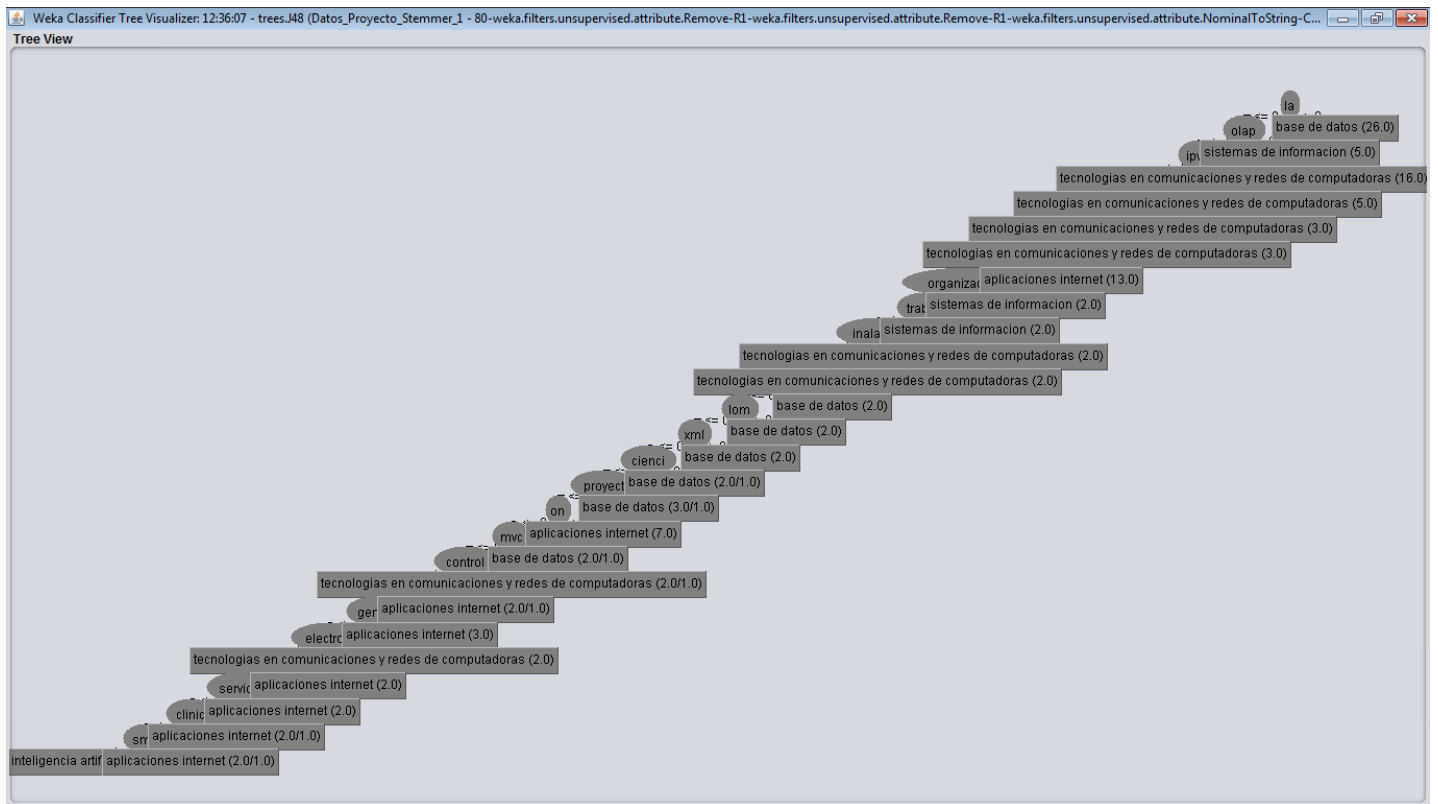 Weka Classifier Tree Visualizer: 12:36:07 - trees.J48 (Datos_Proyecto_Stemmer_1 - 80-weka.filters.unsupervised.attribute.Remove-R1-weka.filters.unsupervised.attribute.Remove-R1-weka.filters.unsupervised.attribute.NominalToString-C...
Tree View
la
olap base de datos (26.0)
sistemas de informacion (5.0)
tecnologias en comunicaciones y redes de computadoras (16.0)
tecnologias en comunicaciones y redes de computadoras (5.0)
tecnologias en comunicaciones y redes de computadoras (3.0)
tecnologias en comunicaciones y redes de computadoras (3.0)
organizac aplicaciones internet (13.0)
trab sistemas de informacion (2.0)
inala sistemas de informacion (2.0)
tecnologias en comunicaciones y redes de computadoras (2.0)
tecnologias en comunicaciones y redes de computadoras (2.0)
lom base de datos (2.0)
xml base de datos (2.0)
cienci base de datos (2.0)
proyect base de datos (2.0/1.0)
on base de datos (3.0/1.0)
mvc aplicaciones internet (7.0)
control base de datos (2.0/1.0)
tecnologias en comunicaciones y redes de computadoras (2.0/1.0)
ger aplicaciones internet (2.0/1.0)
electro aplicaciones internet (3.0)
tecnologias en comunicaciones y redes de computadoras (2.0)
servic aplicaciones internet (2.0)
clinic aplicaciones internet (2.0)
sm aplicaciones internet (2.0/1.0)
inteligencia artif aplicaciones internet (2.0/1.0)